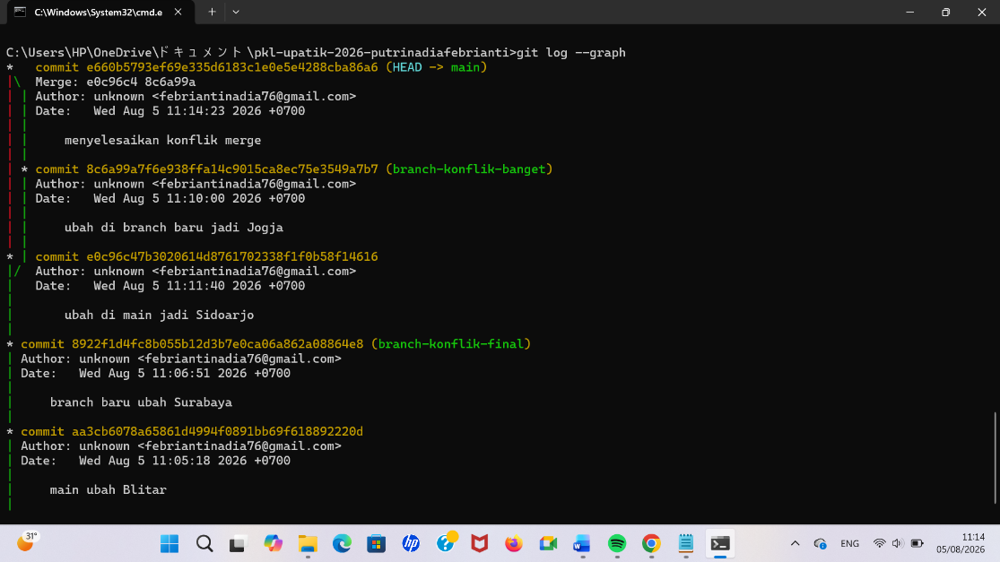 C:\Windows\System32\cmd.e
C:\Users\HP\OneDrive\ドキュメント\pkl-upatik-2026-putrinadiafebrianti>git log --graph
*   commit e660b5793ef69e335d6183c1e0e5e4288cba86a6 (HEAD -> main)
|\  Merge: e0c96c4 8c6a99a
| | Author: unknown <febriantinadia76@gmail.com>
| | Date:   Wed Aug 5 11:14:23 2026 +0700
| |
| |     menyelesaikan konflik merge
| |
| * commit 8c6a99a7f6e938ffa14c9015ca8ec75e3549a7b7 (branch-konflik-banget)
| | Author: unknown <febriantinadia76@gmail.com>
| | Date:   Wed Aug 5 11:10:00 2026 +0700
| |
| |     ubah di branch baru jadi Jogja
| |
* | commit e0c96c47b3020614d8761702338f1f0b58f14616
|/  Author: unknown <febriantinadia76@gmail.com>
|   Date:   Wed Aug 5 11:11:40 2026 +0700
|
|       ubah di main jadi Sidoarjo
|
* commit 8922f1d4fc8b055b12d3b7e0ca06a862a08864e8 (branch-konflik-final)
| Author: unknown <febriantinadia76@gmail.com>
| Date:   Wed Aug 5 11:06:51 2026 +0700
|
|     branch baru ubah Surabaya
|
* commit aa3cb6078a65861d4994f0891bb69f618892220d
| Author: unknown <febriantinadia76@gmail.com>
| Date:   Wed Aug 5 11:05:18 2026 +0700
|
|     main ubah Blitar
|
31°
ENG
11:14
05/08/2026